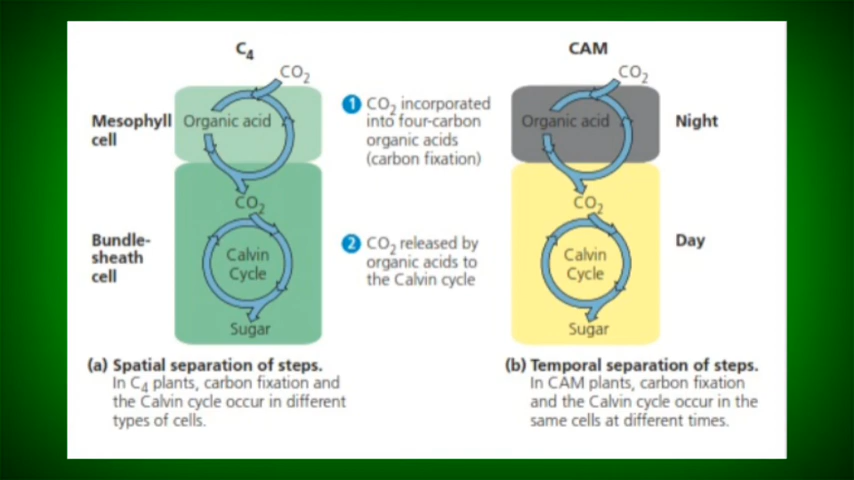 C4
CO2
Mesophyll
cell
Organic acid
CO2
Bundle-
sheath
cell
Calvin
Cycle
Sugar
1 CO2 incorporated
into four-carbon
organic acids
(carbon fixation)
2 CO2 released by
organic acids to
the Calvin cycle
CAM
CO2
Organic acid
Night
CO2
Calvin
Cycle
Day
Sugar
(a) Spatial separation of steps.
In C4 plants, carbon fixation and
the Calvin cycle occur in different
types of cells.
(b) Temporal separation of steps.
In CAM plants, carbon fixation
and the Calvin cycle occur in the
same cells at different times.